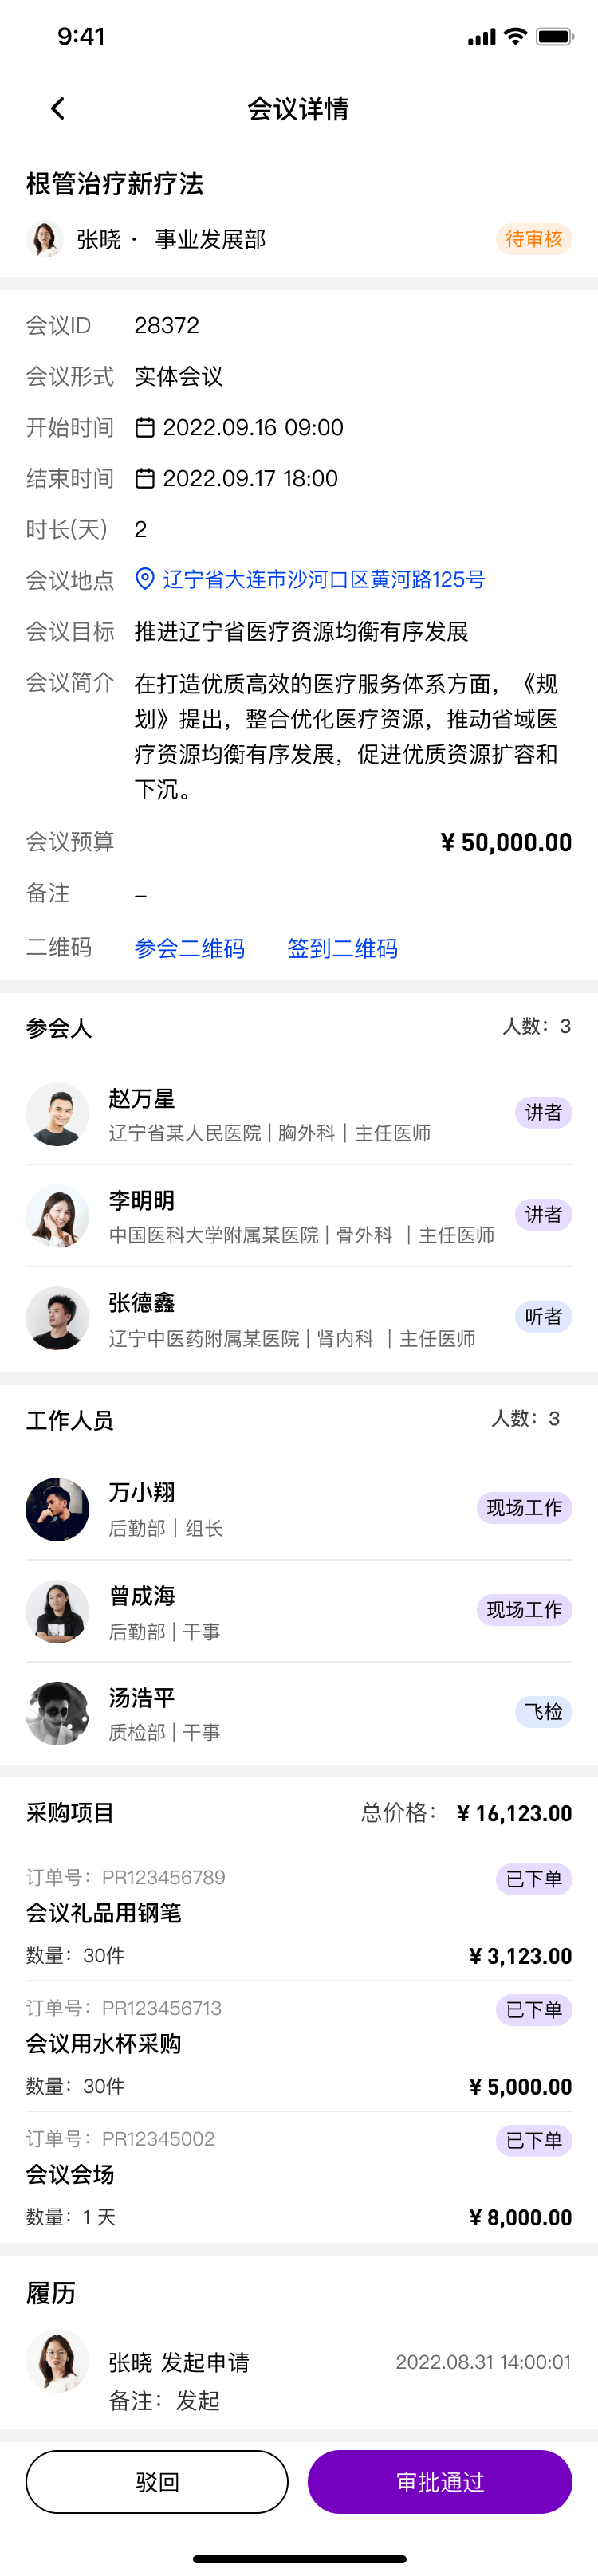 9:41
会议详情
根管治疗新疗法
张晓 · 事业发展部
待审核
会议ID 28372
会议形式 实体会议
开始时间 2022.09.16 09:00
结束时间 2022.09.17 18:00
时长(天) 2
会议地点 辽宁省大连市沙河口区黄河路125号
会议目标 推进辽宁省医疗资源均衡有序发展
会议简介 在打造优质高效的医疗服务体系方面，《规
划》提出，整合优化医疗资源，推动省域医
疗资源均衡有序发展，促进优质资源扩容和
下沉。
会议预算 ¥ 50,000.00
备注 –
二维码 参会二维码 签到二维码
参会人 人数：3
赵万星
辽宁省某人民医院 | 胸外科 | 主任医师
讲者
李明明
中国医科大学附属某医院 | 骨外科 | 主任医师
讲者
张德鑫
辽宁中医药附属某医院 | 肾内科 | 主任医师
听者
工作人员 人数：3
万小翔
后勤部 | 组长
现场工作
曾成海
后勤部 | 干事
现场工作
汤浩平
质检部 | 干事
飞检
采购项目 总价格： ¥ 16,123.00
订单号：PR123456789 已下单
会议礼品用钢笔
数量：30件 ¥ 3,123.00
订单号：PR123456713 已下单
会议用水杯采购
数量：30件 ¥ 5,000.00
订单号：PR12345002 已下单
会议会场
数量：1 天 ¥ 8,000.00
履历
张晓 发起申请 2022.08.31 14:00:01
备注：发起
驳回 审批通过